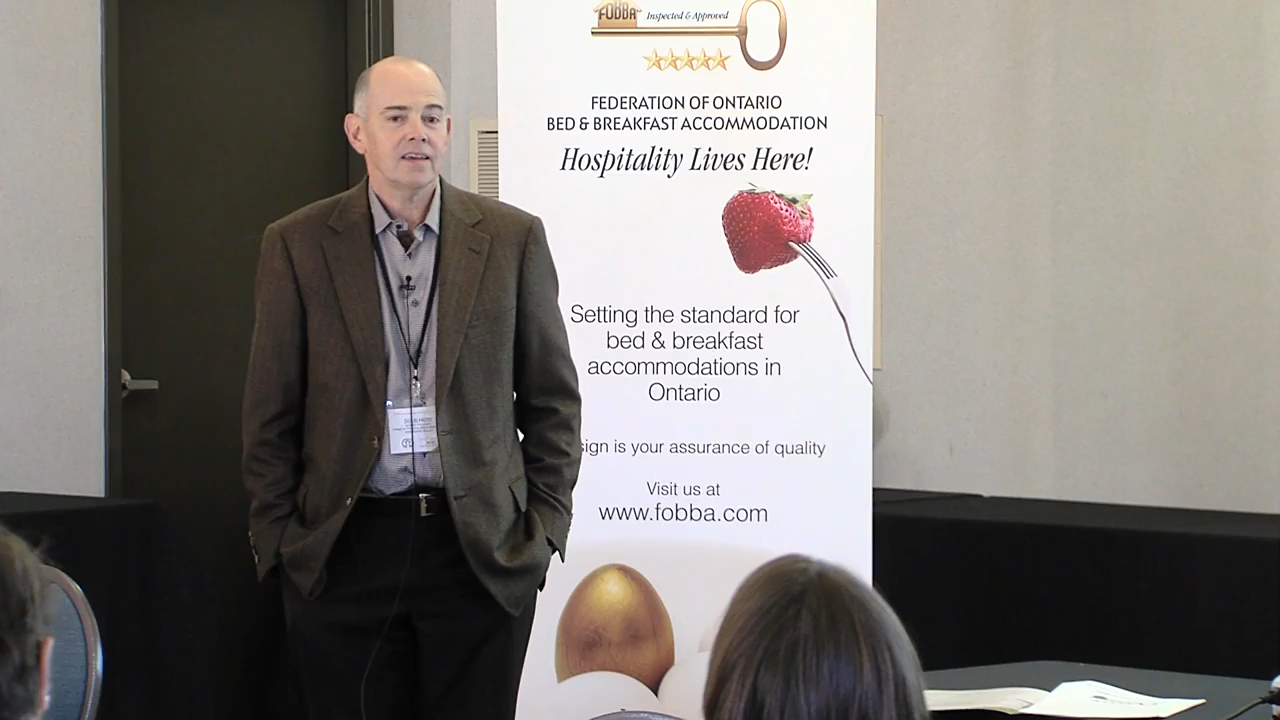 FOBBA
Inspected & Approved
FEDERATION OF ONTARIO
BED & BREAKFAST ACCOMMODATION
Hospitality Lives Here!
Setting the standard for
bed & breakfast
accommodations in
Ontario
sign is your assurance of quality
Visit us at
www.fobba.com